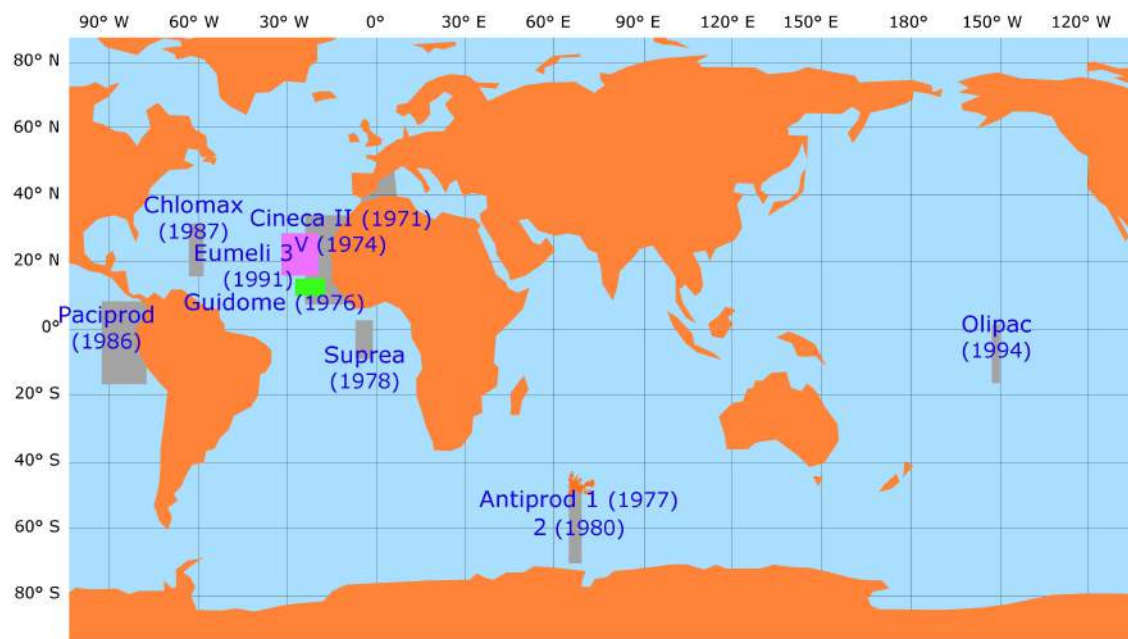 90° W 60° W 30° W 0° 30° E 60° E 90° E 120° E 150° E 180° 150° W 120° W
80° N
60° N
40° N
20° N
0°
20° S
40° S
60° S
80° S
Chlomax
(1987)
Cineca II (1971)
V (1974)
Eumeli 3
(1991)
Guidome (1976)
Paciprod
(1986)
Suprea
(1978)
Olipac
(1994)
Antiprod 1 (1977)
2 (1980)